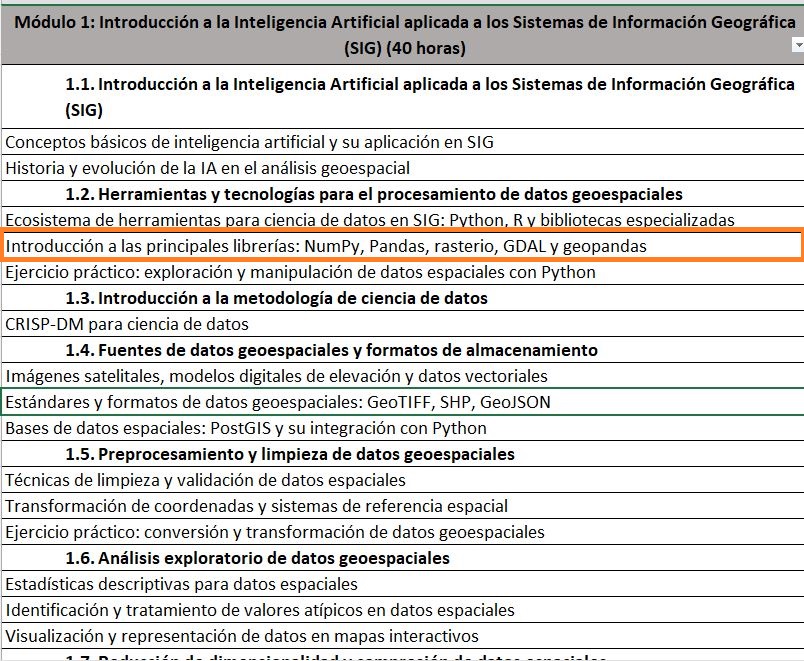 Módulo 1: Introducción a la Inteligencia Artificial aplicada a los Sistemas de Información Geográfica
(SIG) (40 horas)
1.1. Introducción a la Inteligencia Artificial aplicada a los Sistemas de Información Geográfica
(SIG)
Conceptos básicos de inteligencia artificial y su aplicación en SIG
Historia y evolución de la IA en el análisis geoespacial
1.2. Herramientas y tecnologías para el procesamiento de datos geoespaciales
Ecosistema de herramientas para ciencia de datos en SIG: Python, R y bibliotecas especializadas
Introducción a las principales librerías: NumPy, Pandas, rasterio, GDAL y geopandas
Ejercicio práctico: exploración y manipulación de datos espaciales con Python
1.3. Introducción a la metodología de ciencia de datos
CRISP-DM para ciencia de datos
1.4. Fuentes de datos geoespaciales y formatos de almacenamiento
Imágenes satelitales, modelos digitales de elevación y datos vectoriales
Estándares y formatos de datos geoespaciales: GeoTIFF, SHP, GeoJSON
Bases de datos espaciales: PostGIS y su integración con Python
1.5. Preprocesamiento y limpieza de datos geoespaciales
Técnicas de limpieza y validación de datos espaciales
Transformación de coordenadas y sistemas de referencia espacial
Ejercicio práctico: conversión y transformación de datos geoespaciales
1.6. Análisis exploratorio de datos geoespaciales
Estadísticas descriptivas para datos espaciales
Identificación y tratamiento de valores atípicos en datos espaciales
Visualización y representación de datos en mapas interactivos
1.7. Reducción de dimensionalidad y compresión de datos espaciales